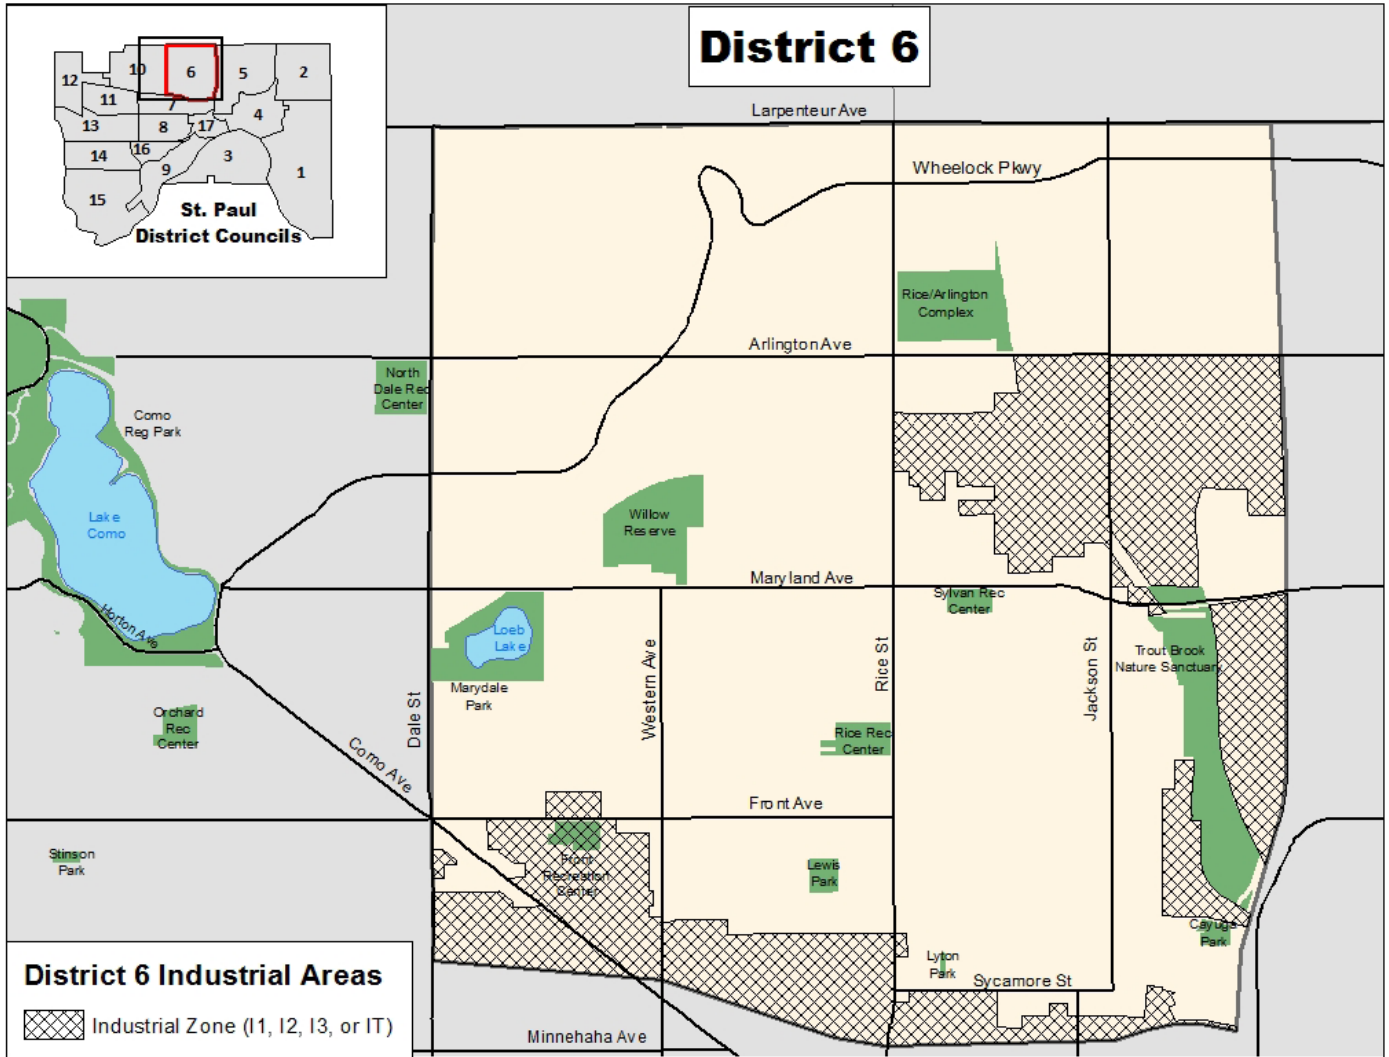 District 6
10
6
5
2
12
11
7
4
13
8
17
16
14
3
9
1
15
St. Paul
District Councils
Larpenteur Ave
Wheelock Pkwy
Rice/Arlington
Complex
Arlington Ave
North
Dale Rec
Center
Como
Reg Park
Lake
Como
Willow
Reserve
Maryland Ave
Sylvan Rec
Center
Horton Ave
Loeb
Lake
Trout Brook
Nature Sanctuary
Marydale
Park
Dale St
Western Ave
Rice St
Jackson St
Orchard
Rec
Center
Como Ave
Rice Rec
Center
Front Ave
Stinson
Park
Front
Recreation
Center
Lewis
Park
Cayuga
Park
Lyton
Park
Sycamore St
District 6 Industrial Areas
Industrial Zone (I1, I2, I3, or IT)
Minnehaha Ave